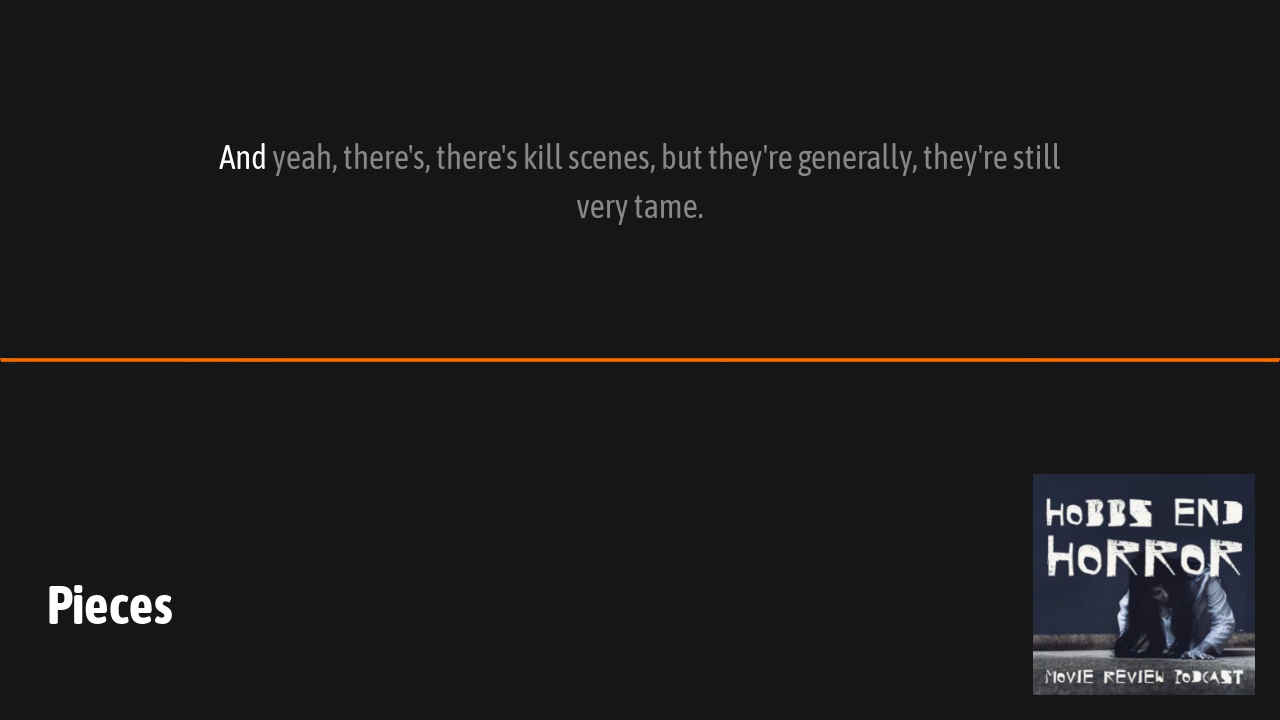 And yeah, there's, there's kill scenes, but they're generally, they're still
very tame.
HOBBS END
HORROR
Pieces
MOVIE REVIEW PODCAST